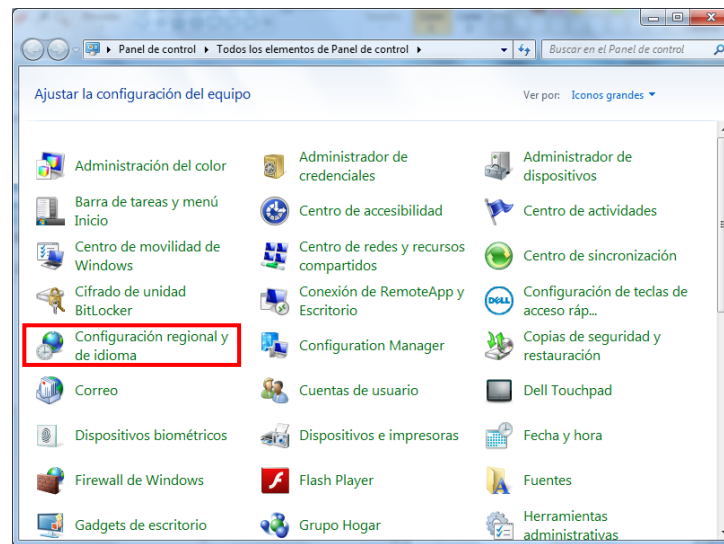 Panel de control ▸ Todos los elementos de Panel de control ▸
Buscar en el Panel de control
Ajustar la configuración del equipo
Ver por: Iconos grandes
Administración del color
Administrador de
credenciales
Administrador de
dispositivos
Barra de tareas y menú
Inicio
Centro de accesibilidad
Centro de actividades
Centro de movilidad de
Windows
Centro de redes y recursos
compartidos
Centro de sincronización
Cifrado de unidad
BitLocker
Conexión de RemoteApp y
Escritorio
DELL
Configuración de teclas de
acceso ráp...
Configuración regional y
de idioma
Configuration Manager
Copias de seguridad y
restauración
Correo
Cuentas de usuario
Dell Touchpad
Dispositivos biométricos
Dispositivos e impresoras
Fecha y hora
Firewall de Windows
Flash Player
Fuentes
Gadgets de escritorio
Grupo Hogar
Herramientas
administrativas